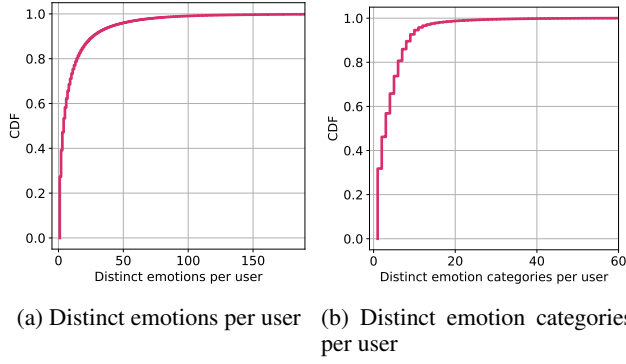 1.0
0.8
0.6
0.4
0.2
0.0
CDF
0
50
100
150
Distinct emotions per user
(a) Distinct emotions per user
1.0
0.8
0.6
0.4
0.2
0.0
CDF
0
20
40
60
Distinct emotion categories per user
(b) Distinct emotion categories
per user